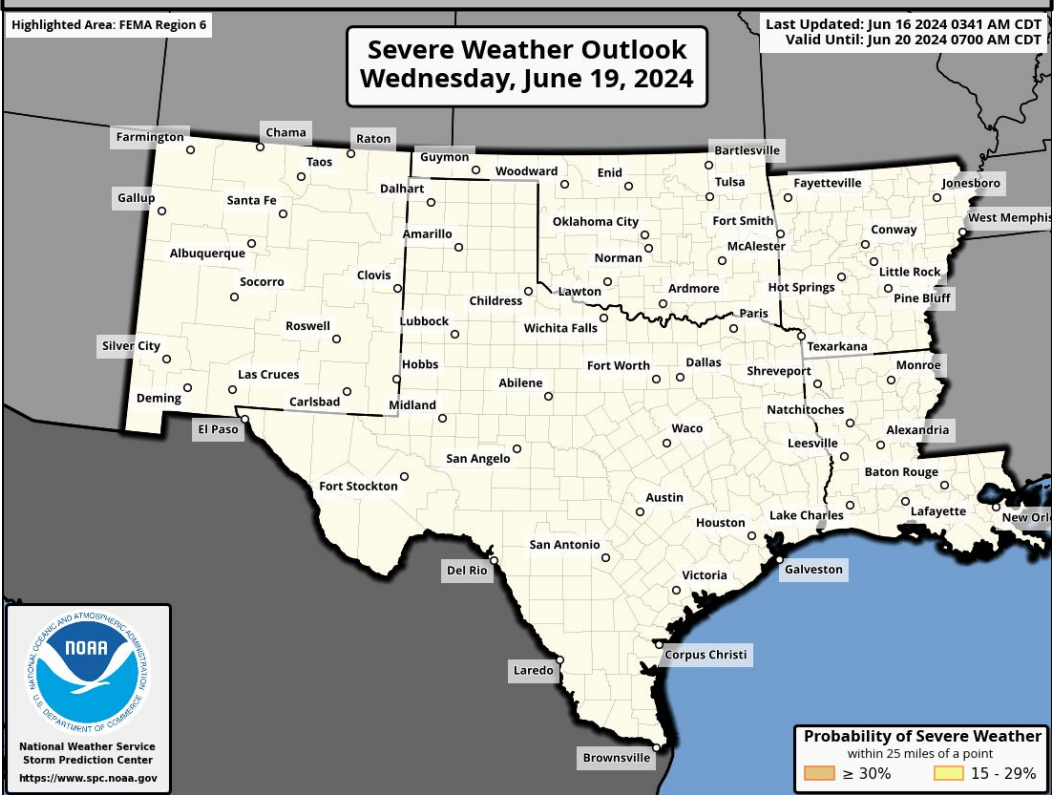 Highlighted Area: FEMA Region 6
Severe Weather Outlook
Wednesday, June 19, 2024
Last Updated: Jun 16 2024 0341 AM CDT
Valid Until: Jun 20 2024 0700 AM CDT
Farmington
Chama
Raton
Taos
Guymon
Woodward
Enid
Bartlesville
Tulsa
Fayetteville
Jonesboro
Gallup
Santa Fe
Dalhart
Oklahoma City
Fort Smith
West Memphis
Albuquerque
Amarillo
Norman
McAlester
Conway
Socorro
Clovis
Childress
Lawton
Ardmore
Hot Springs
Little Rock
Pine Bluff
Roswell
Lubbock
Wichita Falls
Paris
Texarkana
Silver City
Las Cruces
Hobbs
Abilene
Fort Worth
Dallas
Shreveport
Monroe
Deming
Carlsbad
Midland
Natchitoches
El Paso
San Angelo
Waco
Leesville
Alexandria
Fort Stockton
Austin
Baton Rouge
Houston
Lake Charles
Lafayette
New Orl
Del Rio
San Antonio
Victoria
Galveston
Laredo
Corpus Christi
Brownsville
NATIONAL OCEANIC AND ATMOSPHERIC ADMINISTRATION
NOAA
U.S. DEPARTMENT OF COMMERCE
National Weather Service
Storm Prediction Center
https://www.spc.noaa.gov
Probability of Severe Weather
within 25 miles of a point
≥ 30%
15 - 29%